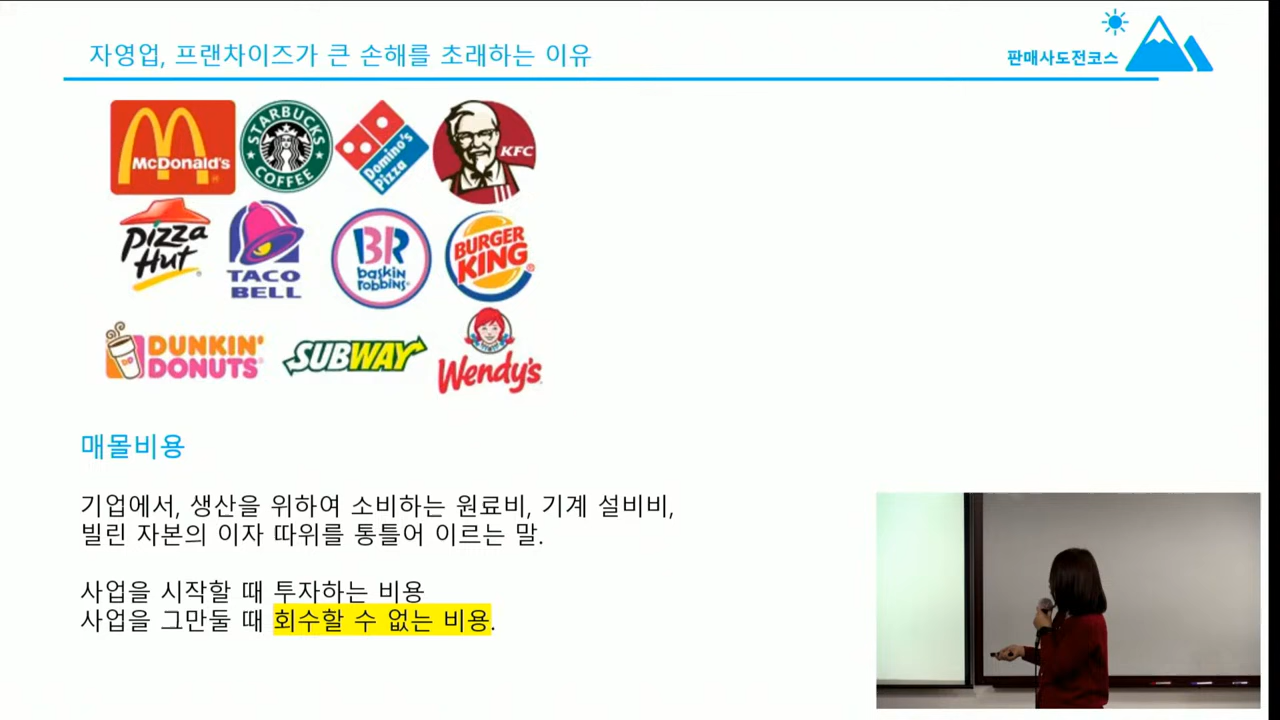 자영업, 프랜차이즈가 큰 손해를 초래하는 이유
판매사도전코스
McDonald's
STARBUCKS
COFFEE
Domino's
Pizza
KFC
Pizza
Hut
TACO
BELL
BR
baskin
robbins
BURGER
KING
DUNKIN'
DONUTS
SUBWAY
Wendy's
매몰비용
기업에서, 생산을 위하여 소비하는 원료비, 기계 설비비,
빌린 자본의 이자 따위를 통틀어 이르는 말.
사업을 시작할 때 투자하는 비용
사업을 그만둘 때 회수할 수 없는 비용.